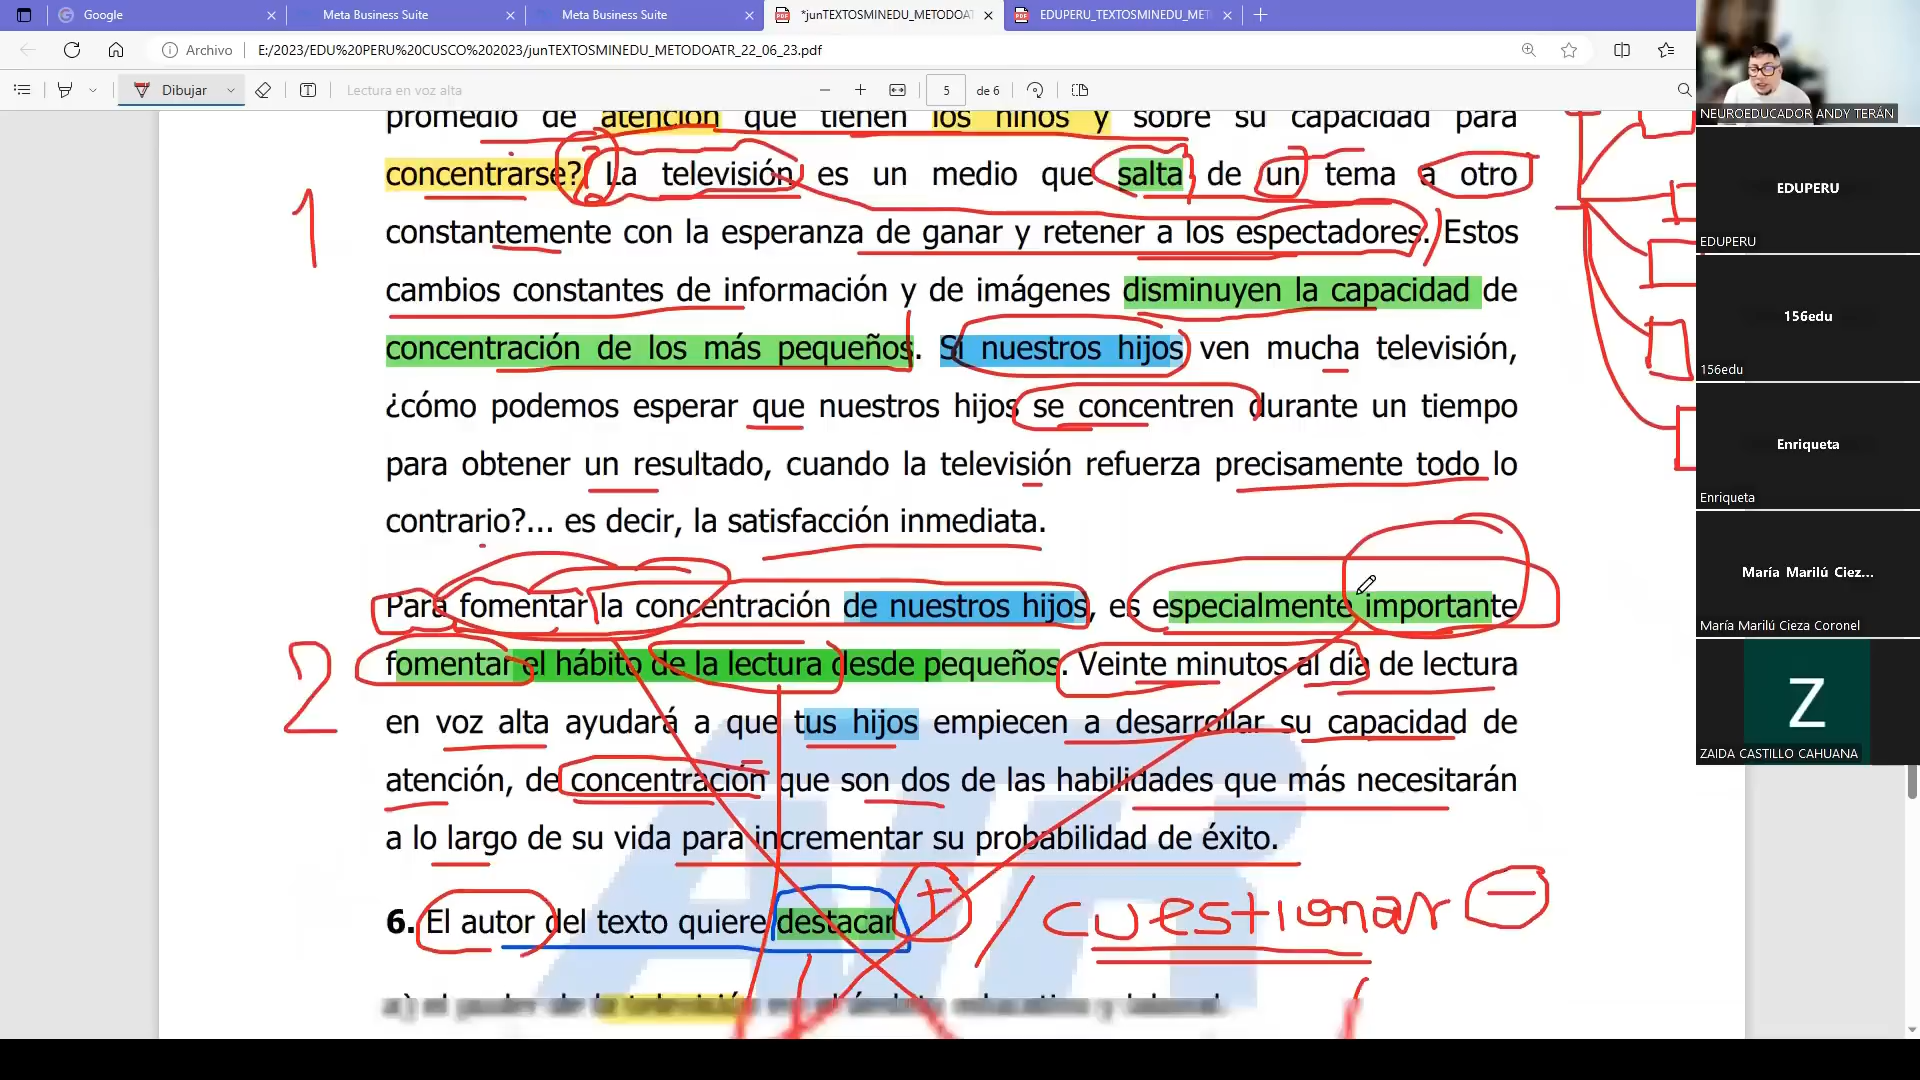 Google
Meta Business Suite
Meta Business Suite
*junTEXTOSMINEDU_METODOAT
EDUPERU_TEXTOSMINEDU_MET
Archivo
E:/2023/EDU%20PERU%20CUSCO%202023/junTEXTOSMINEDU_METODOATR_22_06_23.pdf
Dibujar
Lectura en voz alta
5
de 6
promedio de atención que tienen los niños y sobre su capacidad para
concentrarse? La televisión es un medio que salta de un tema a otro
constantemente con la esperanza de ganar y retener a los espectadores. Estos
cambios constantes de información y de imágenes disminuyen la capacidad de
concentración de los más pequeños. Si nuestros hijos ven mucha televisión,
¿cómo podemos esperar que nuestros hijos se concentren durante un tiempo
para obtener un resultado, cuando la televisión refuerza precisamente todo lo
contrario?... es decir, la satisfacción inmediata.
Para fomentar la concentración de nuestros hijos, es especialmente importante
fomentar el hábito de la lectura desde pequeños. Veinte minutos al día de lectura
en voz alta ayudará a que tus hijos empiecen a desarrollar su capacidad de
atención, de concentración que son dos de las habilidades que más necesitarán
a lo largo de su vida para incrementar su probabilidad de éxito.
6. El autor del texto quiere destacar
+ / cuestionar −
1
2
ATR
NEUROEDUCADOR ANDY TERÁN
EDUPERU
EDUPERU
156edu
156edu
Enriqueta
Enriqueta
María Marilú Ciez...
María Marilú Cieza Coronel
Z
ZAIDA CASTILLO CAHUANA